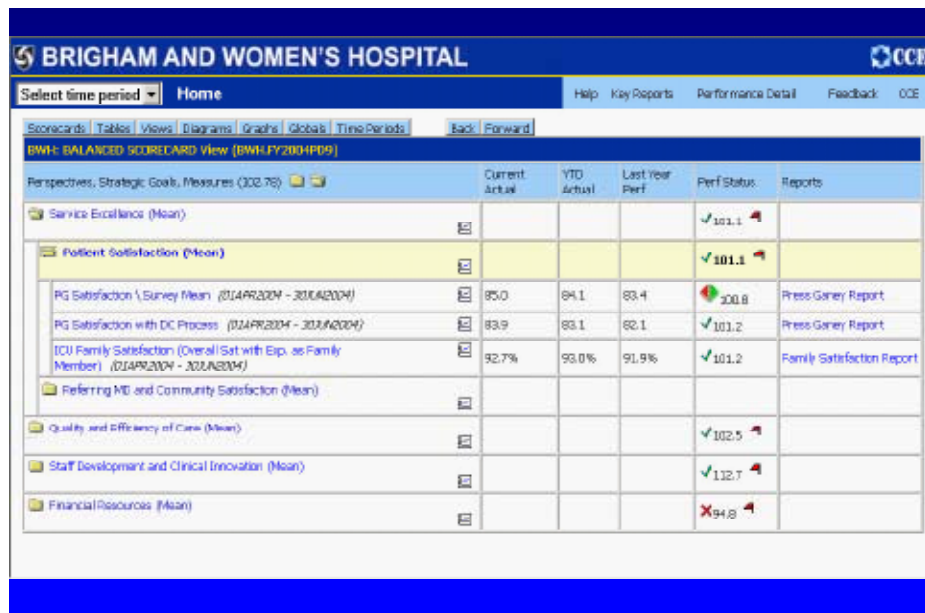 BRIGHAM AND WOMEN'S HOSPITAL CCE
Select time period Home Help Key Reports Performance Detail Feedback CCE
Scorecards Tables Views Diagrams Graphs Globals Time Periods Back Forward
BWH: BALANCED SCORECARD View (BWH.FY2004P09)
Perspectives, Strategic Goals, Measures (102.78) Current Actual YTD Actual Last Year Perf Perf Status Reports
Service Excellence (Mean) 101.1
Patient Satisfaction (Mean) 101.1
PG Satisfaction \ Survey Mean (01APR2004 - 30JUN2004) 85.0 84.1 83.4 100.8 Press Ganey Report
PG Satisfaction with DC Process (01APR2004 - 30JUN2004) 83.9 83.1 82.1 101.2 Press Ganey Report
ICU Family Satisfaction (Overall Sat with Exp. as Family
Member) (01APR2004 - 30JUN2004) 92.7% 93.0% 91.9% 101.2 Family Satisfaction Report
Referring MD and Community Satisfaction (Mean)
Quality and Efficiency of Care (Mean) 102.5
Staff Development and Clinical Innovation (Mean) 112.7
Financial Resources (Mean) 94.8